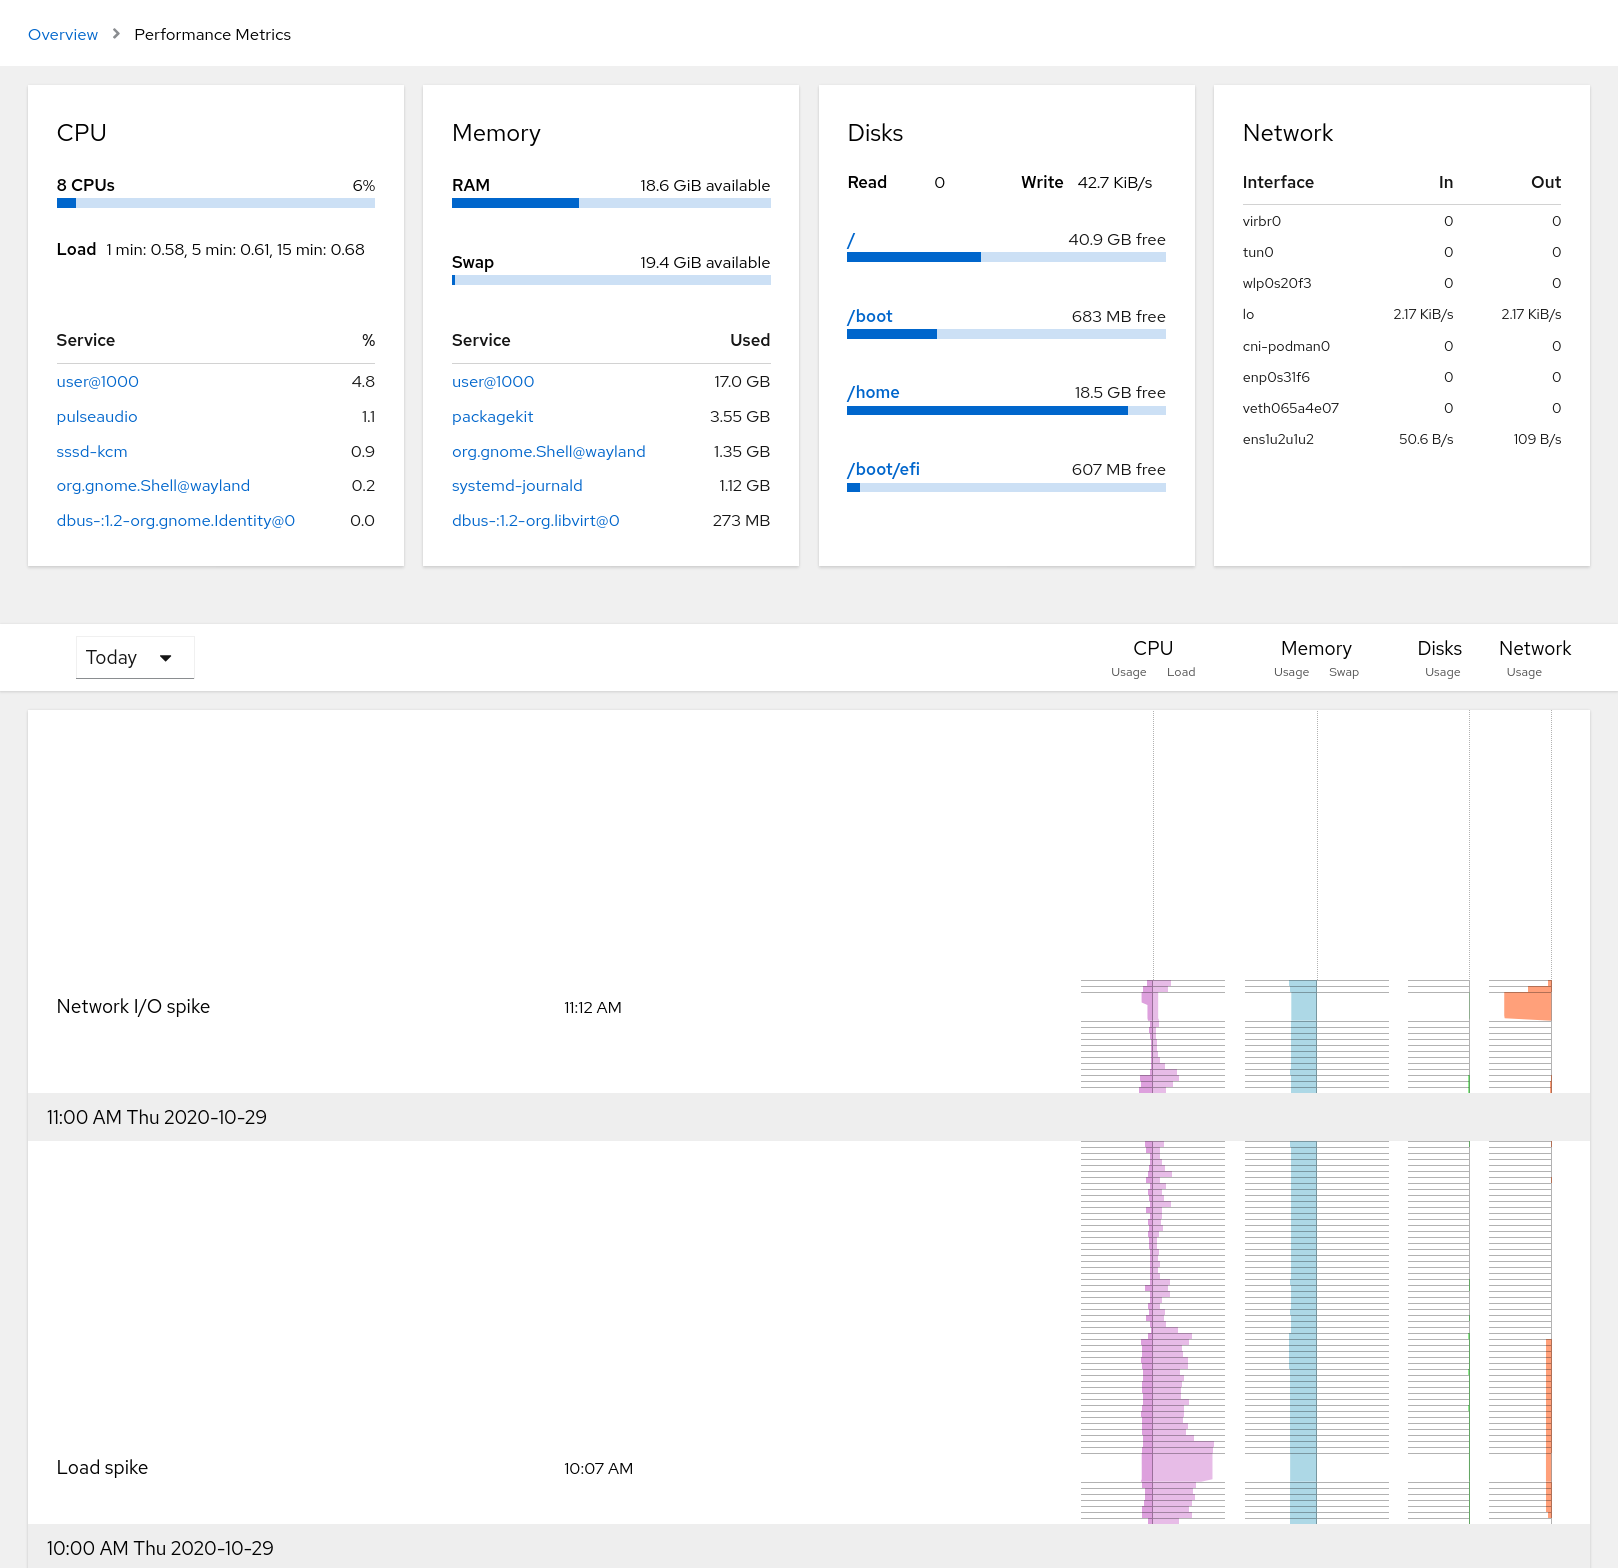 Overview > Performance Metrics
CPU
8 CPUs 6%
Load 1 min: 0.58, 5 min: 0.61, 15 min: 0.68
Service %
user@1000 4.8
pulseaudio 1.1
sssd-kcm 0.9
org.gnome.Shell@wayland 0.2
dbus-:1.2-org.gnome.Identity@0 0.0
Memory
RAM 18.6 GiB available
Swap 19.4 GiB available
Service Used
user@1000 17.0 GB
packagekit 3.55 GB
org.gnome.Shell@wayland 1.35 GB
systemd-journald 1.12 GB
dbus-:1.2-org.libvirt@0 273 MB
Disks
Read 0 Write 42.7 KiB/s
/ 40.9 GB free
/boot 683 MB free
/home 18.5 GB free
/boot/efi 607 MB free
Network
Interface In Out
virbr0 0 0
tun0 0 0
wlp0s20f3 0 0
lo 2.17 KiB/s 2.17 KiB/s
cni-podman0 0 0
enp0s31f6 0 0
veth065a4e07 0 0
ens1u2u1u2 50.6 B/s 109 B/s
Today
CPU Memory Disks Network
Usage Load Usage Swap Usage Usage
Network I/O spike 11:12 AM
11:00 AM Thu 2020-10-29
Load spike 10:07 AM
10:00 AM Thu 2020-10-29